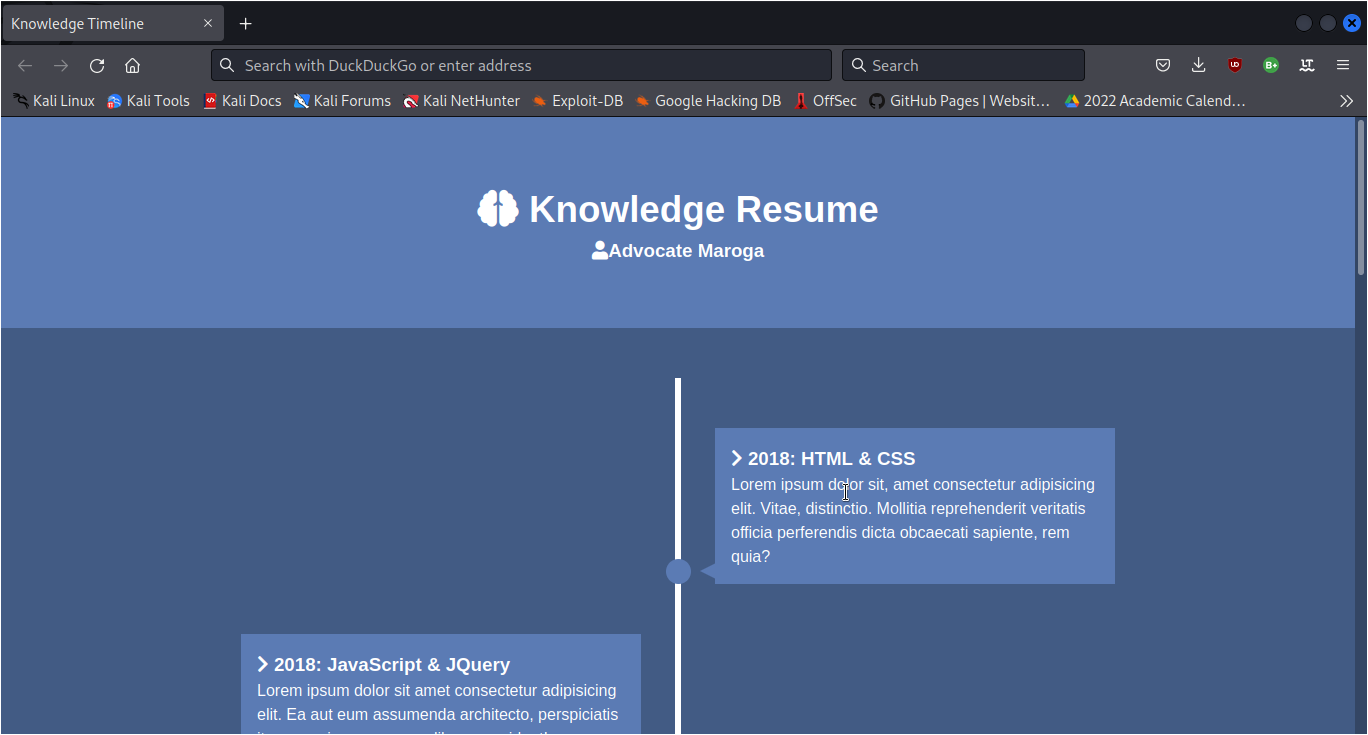 Knowledge Timeline
Search with DuckDuckGo or enter address
Search
Kali Linux
Kali Tools
Kali Docs
Kali Forums
Kali NetHunter
Exploit-DB
Google Hacking DB
OffSec
GitHub Pages | Websit…
2022 Academic Calend…
Knowledge Resume
Advocate Maroga
2018: HTML & CSS
Lorem ipsum dolor sit, amet consectetur adipisicing
elit. Vitae, distinctio. Mollitia reprehenderit veritatis
officia perferendis dicta obcaecati sapiente, rem
quia?
2018: JavaScript & JQuery
Lorem ipsum dolor sit amet consectetur adipisicing
elit. Ea aut eum assumenda architecto, perspiciatis